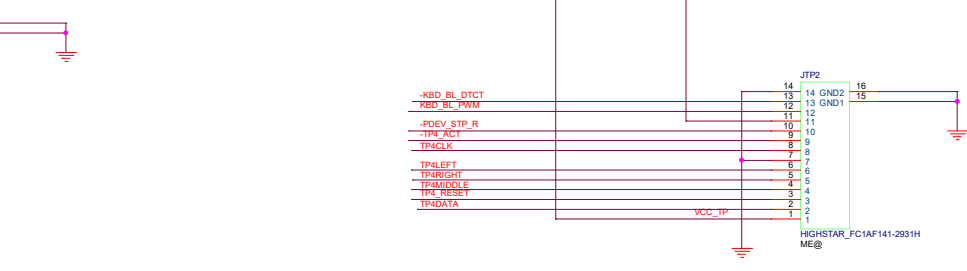 JTP2
14 14 GND2 16
-KBD_BL_DTCT 13 13 GND1 15
KBD_BL_PWM 12 12
11 11
-PDEV_STP_R 10 10
-TP4_ACT 9 9
TP4CLK 8 8
7 7
TP4LEFT 6 6
TP4RIGHT 5 5
TP4MIDDLE 4 4
TP4_RESET 3 3
TP4DATA 2 2
VCC_TP 1 1
HIGHSTAR_FC1AF141-2931H
ME@